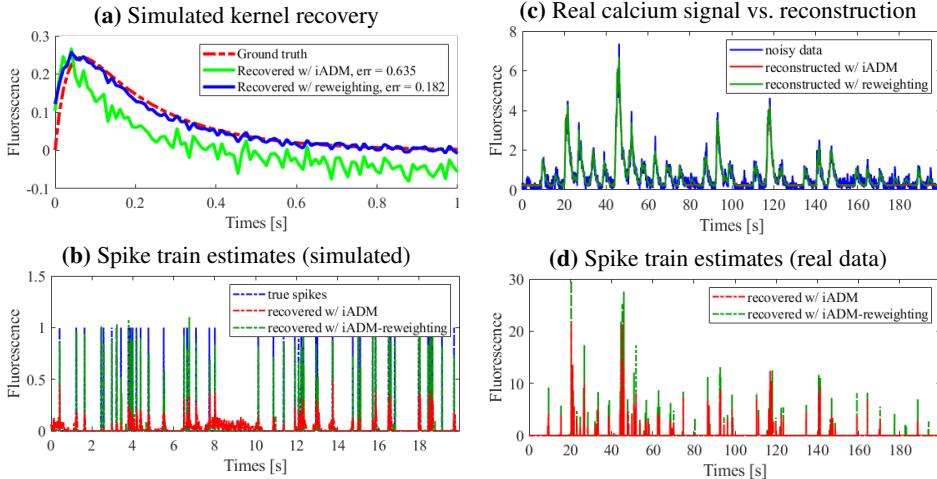 (a) Simulated kernel recovery
0.3
0.2
0.1
0
-0.1
Fluorescence
Ground truth
Recovered w/ iADM, err = 0.635
Recovered w/ reweighting, err = 0.182
0 0.2 0.4 0.6 0.8 1
Times [s]
(c) Real calcium signal vs. reconstruction
8
6
4
2
0
Fluorescence
noisy data
reconstructed w/ iADM
reconstructed w/ reweighting
0 20 40 60 80 100 120 140 160 180
Times [s]
(b) Spike train estimates (simulated)
1.5
1
0.5
0
Fluorescence
true spikes
recovered w/ iADM
recovered w/ iADM-reweighting
0 2 4 6 8 10 12 14 16 18
Times [s]
(d) Spike train estimates (real data)
30
20
10
0
Fluorescence
recovered w/ iADM
recovered w/ iADM-reweighting
0 20 40 60 80 100 120 140 160 180
Times [s]